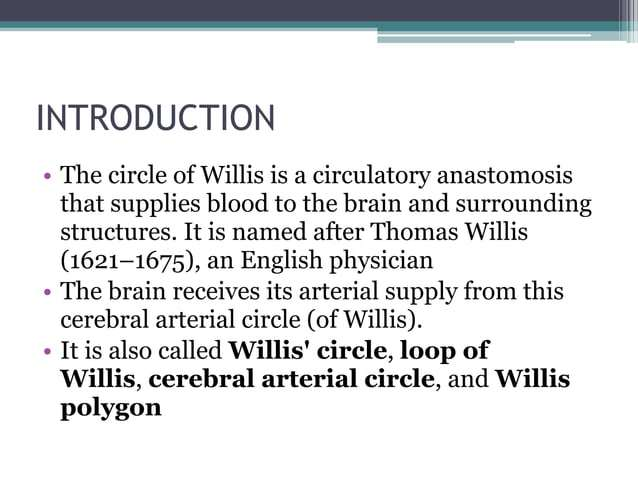 INTRODUCTION
• The circle of Willis is a circulatory anastomosis
that supplies blood to the brain and surrounding
structures. It is named after Thomas Willis
(1621–1675), an English physician
• The brain receives its arterial supply from this
cerebral arterial circle (of Willis).
• It is also called Willis' circle, loop of
Willis, cerebral arterial circle, and Willis
polygon